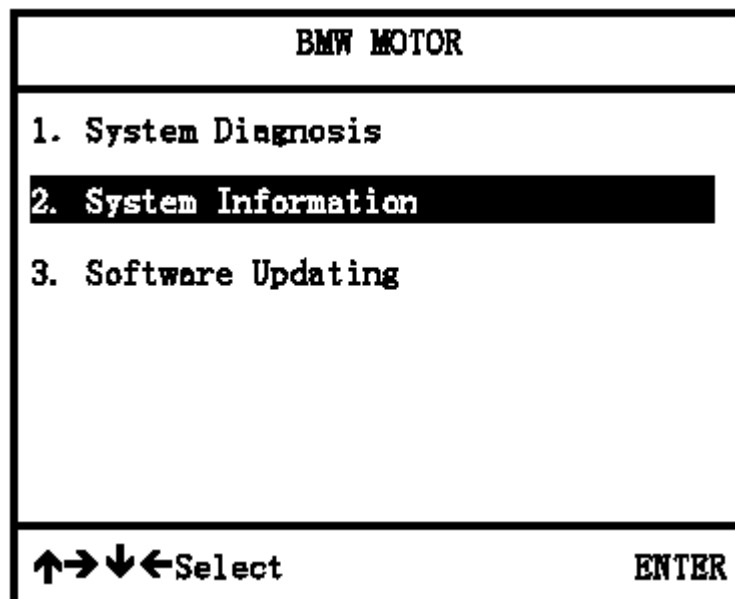 BMW MOTOR
1. System Diagnosis
2. System Information
3. Software Updating
↑→↓←Select ENTER